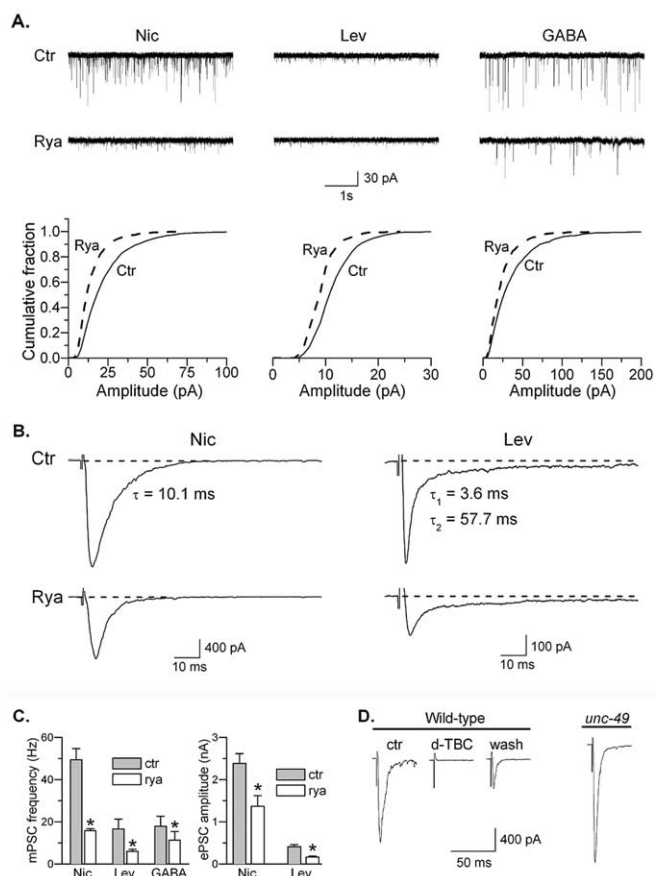 A.
Nic Lev GABA
Ctr
Rya
30 pA
1s
Cumulative fraction
1.0
0.8
0.6
0.4
0.2
0.0
Rya Ctr
Rya Ctr
Rya Ctr
0 25 50 75 100
0 10 20 30
0 50 100 150 200
Amplitude (pA) Amplitude (pA) Amplitude (pA)
B.
Nic Lev
Ctr
τ = 10.1 ms
τ1 = 3.6 ms
τ2 = 57.7 ms
Rya
400 pA
10 ms
100 pA
10 ms
C.
mPSC frequency (Hz)
60
40
20
0
ctr
rya
* * *
Nic Lev GABA
ePSC amplitude (nA)
3
2
1
0
ctr
rya
* *
Nic Lev
D.
Wild-type unc-49
ctr d-TBC wash
400 pA
50 ms